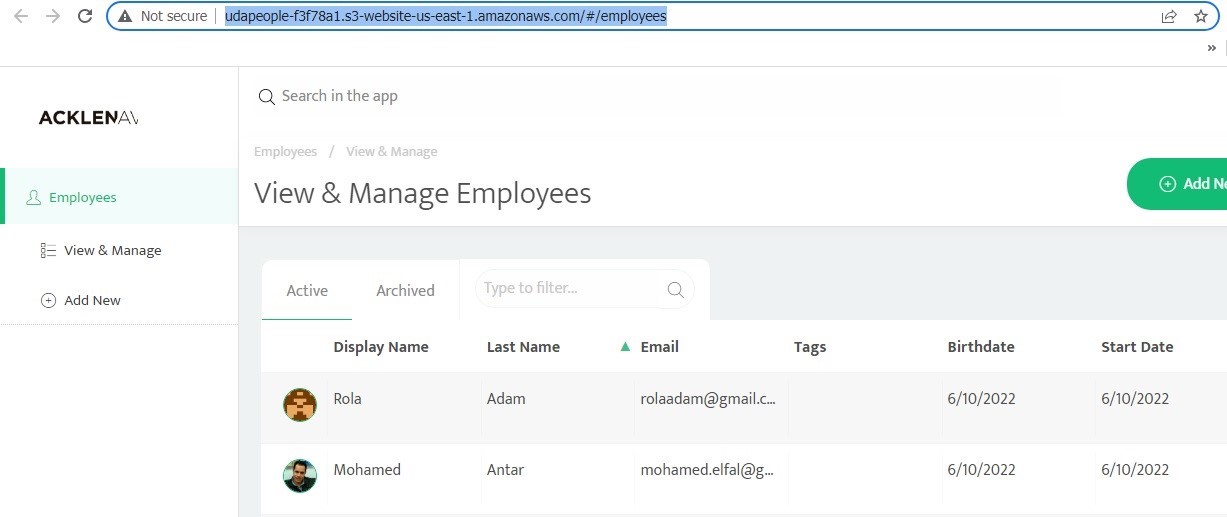 Not secure udapeople-f3f78a1.s3-website-us-east-1.amazonaws.com/#/employees
»
ACKLENAV
Search in the app
Employees / View & Manage
View & Manage Employees
Add Ne
Employees
View & Manage
Add New
Active Archived Type to filter...
Display Name Last Name ▲ Email Tags Birthdate Start Date
Rola Adam rolaadam@gmail.c... 6/10/2022 6/10/2022
Mohamed Antar mohamed.elfal@g... 6/10/2022 6/10/2022